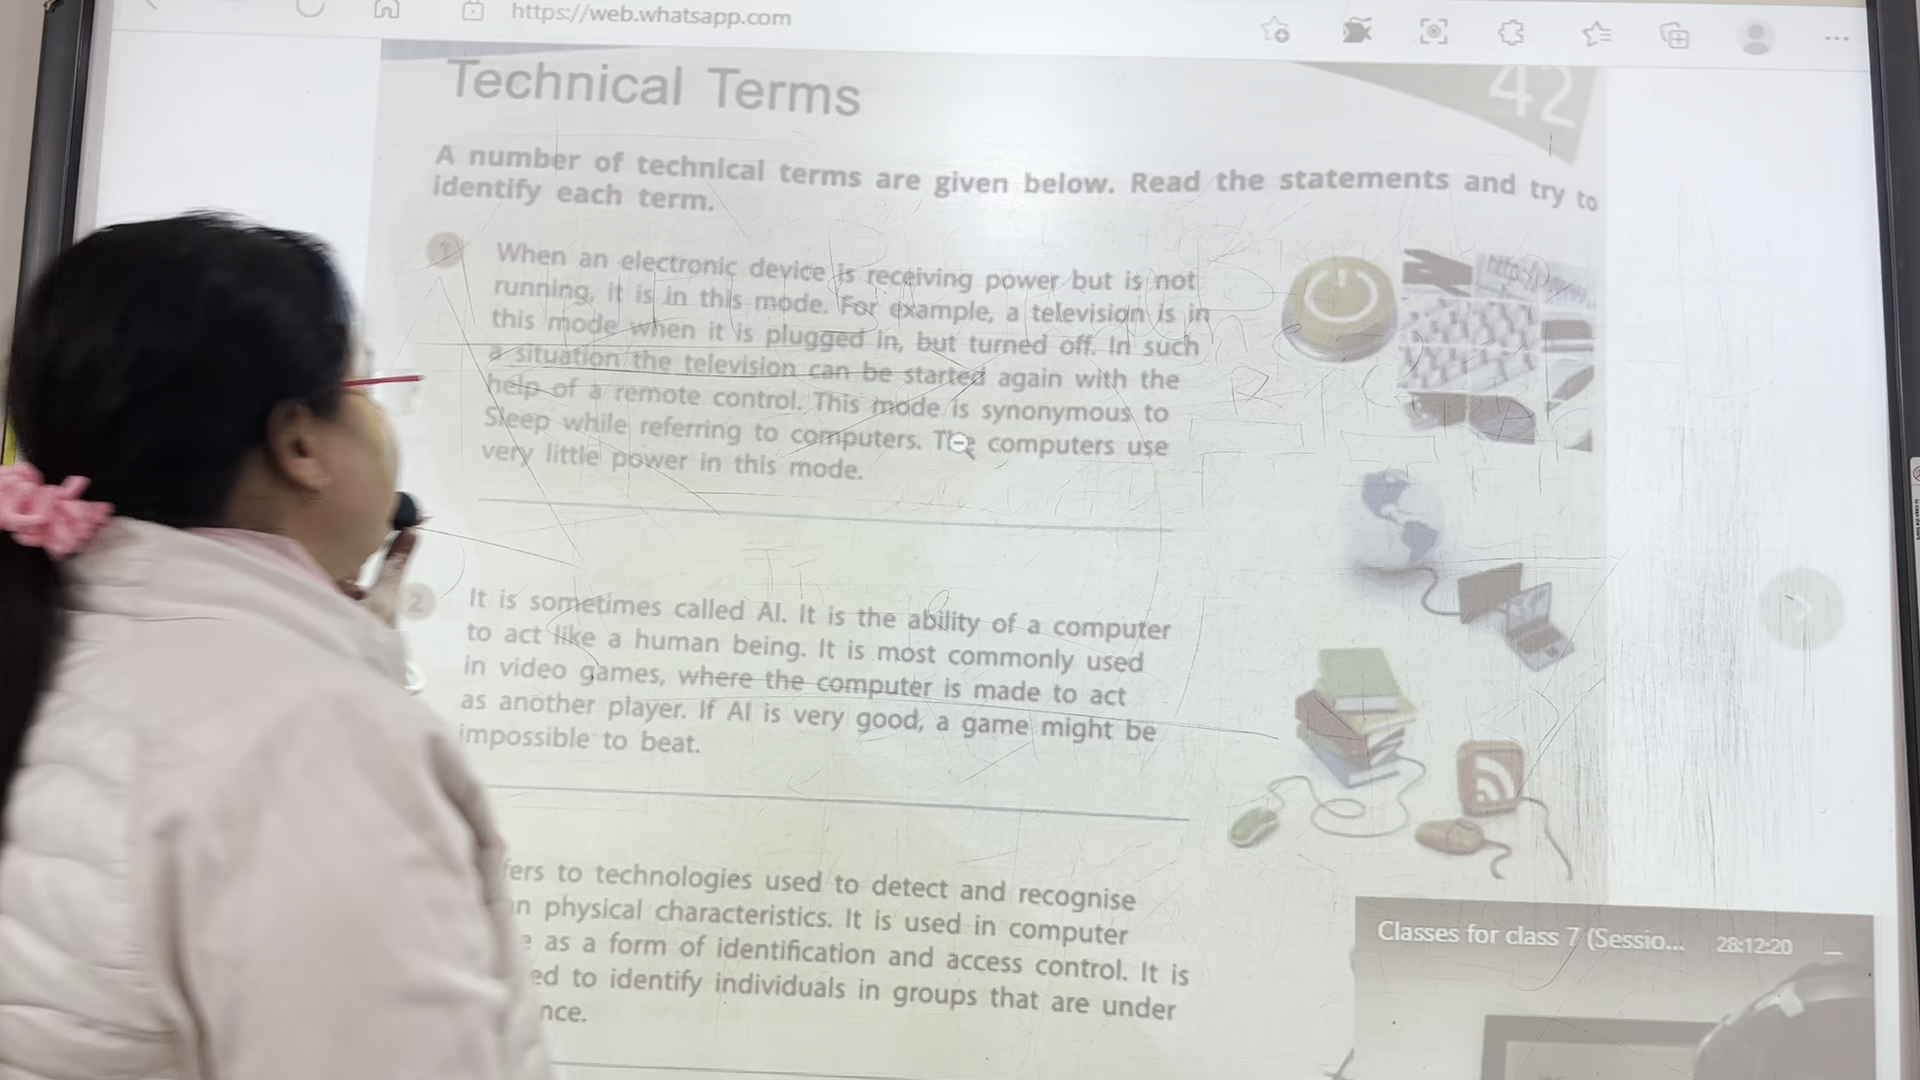 https://web.whatsapp.com
Technical Terms
42
A number of technical terms are given below. Read the statements and try to
identify each term.
1
When an electronic device is receiving power but is not
running, it is in this mode. For example, a television is in
this mode when it is plugged in, but turned off. In such
a situation the television can be started again with the
help of a remote control. This mode is synonymous to
Sleep while referring to computers. The computers use
very little power in this mode.
2
It is sometimes called AI. It is the ability of a computer
to act like a human being. It is most commonly used
in video games, where the computer is made to act
as another player. If AI is very good, a game might be
impossible to beat.
fers to technologies used to detect and recognise
n physical characteristics. It is used in computer
e as a form of identification and access control. It is
ed to identify individuals in groups that are under
nce.
Classes for class 7 (Sessio... 28:12:20